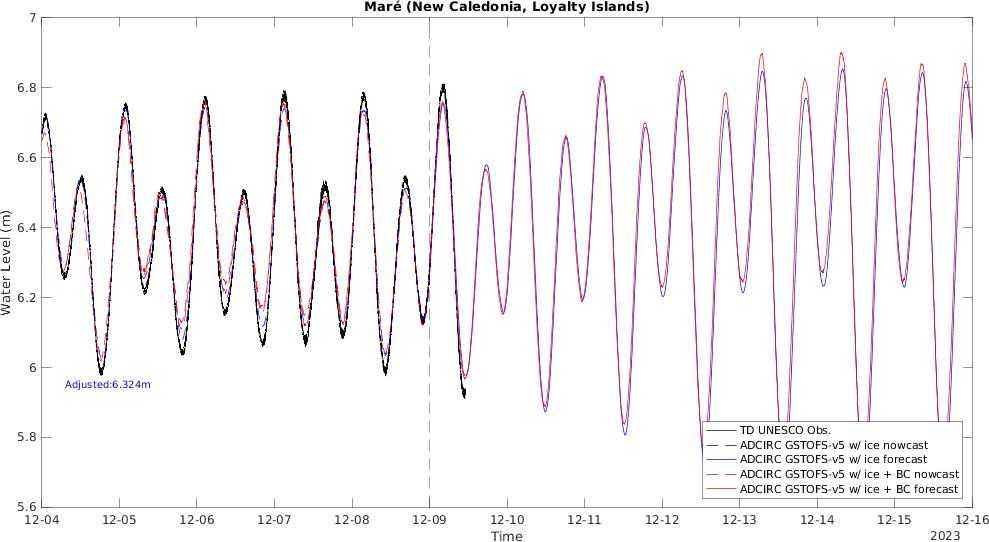 Maré (New Caledonia, Loyalty Islands)
7
6.8
6.6
6.4
6.2
6
5.8
5.6
Water Level (m)
Adjusted:6.324m
TD UNESCO Obs.
ADCIRC GSTOFS-v5 w/ ice nowcast
ADCIRC GSTOFS-v5 w/ ice forecast
ADCIRC GSTOFS-v5 w/ ice + BC nowcast
ADCIRC GSTOFS-v5 w/ ice + BC forecast
12-04 12-05 12-06 12-07 12-08 12-09 12-10 12-11 12-12 12-13 12-14 12-15 12-16
Time
2023